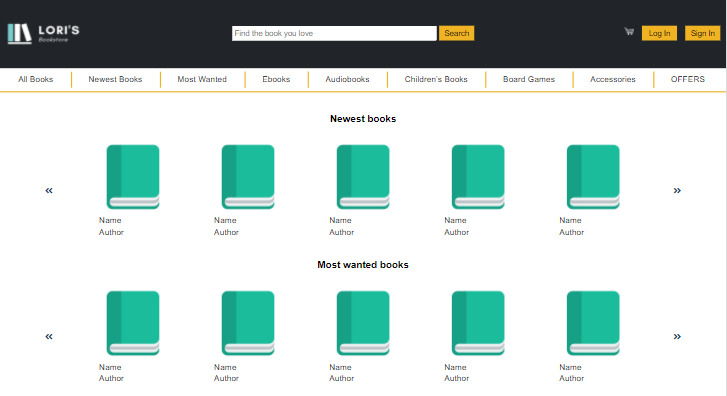 LORI'S
Bookstore
Find the book you love
Search
Log In
Sign In
All Books
Newest Books
Most Wanted
Ebooks
Audiobooks
Children's Books
Board Games
Accessories
OFFERS
Newest books
«
»
Name
Name
Name
Name
Name
Author
Author
Author
Author
Author
Most wanted books
«
»
Name
Name
Name
Name
Name
Author
Author
Author
Author
Author